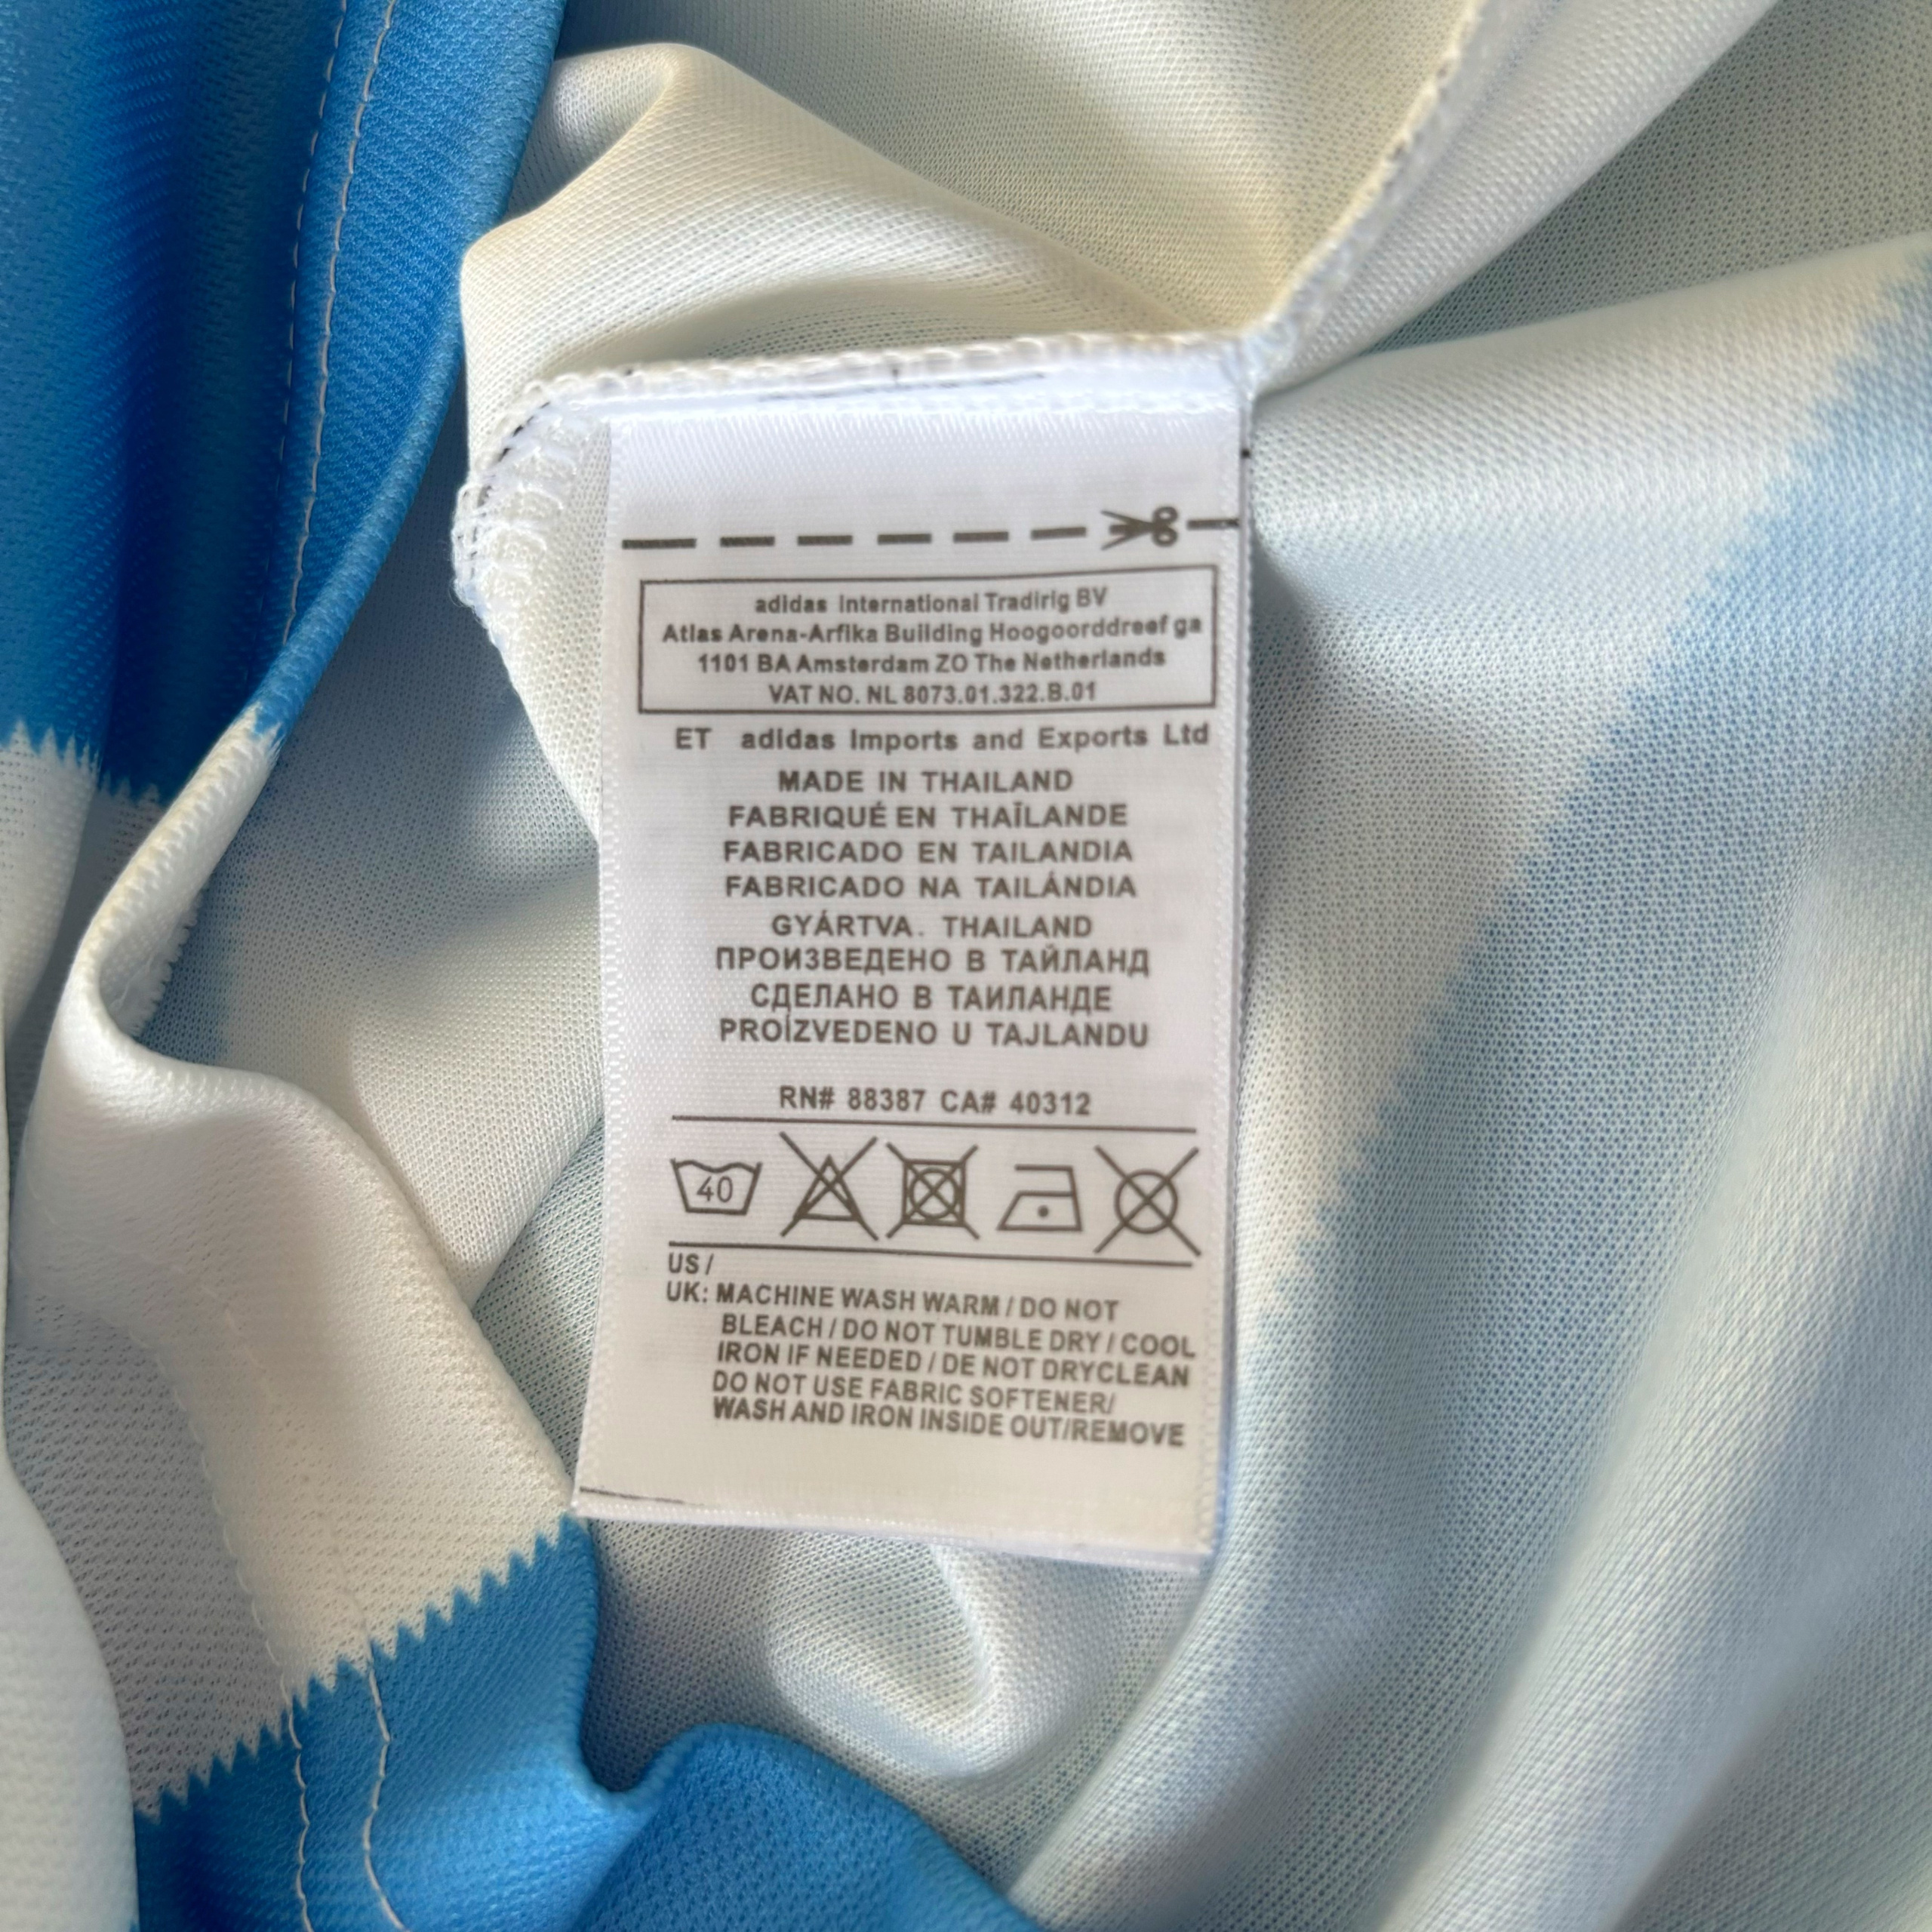 adidas International Tradirig BV
Atlas Arena-Arfika Building Hoogoorddreef ga
1101 BA Amsterdam ZO The Netherlands
VAT NO. NL 8073.01.322.B.01
ET adidas Imports and Exports Ltd
MADE IN THAILAND
FABRIQUÉ EN THAÏLANDE
FABRICADO EN TAILANDIA
FABRICADO NA TAILÁNDIA
GYÁRTVA. THAILAND
ПРОИЗВЕДЕНО В ТАЙЛАНД
СДЕЛАНО В ТАИЛАНДЕ
PROÍZVEDENO U TAJLANDU
RN# 88387 CA# 40312
40
US /
UK: MACHINE WASH WARM / DO NOT
BLEACH / DO NOT TUMBLE DRY / COOL
IRON IF NEEDED / DE NOT DRYCLEAN
DO NOT USE FABRIC SOFTENER/
WASH AND IRON INSIDE OUT/REMOVE